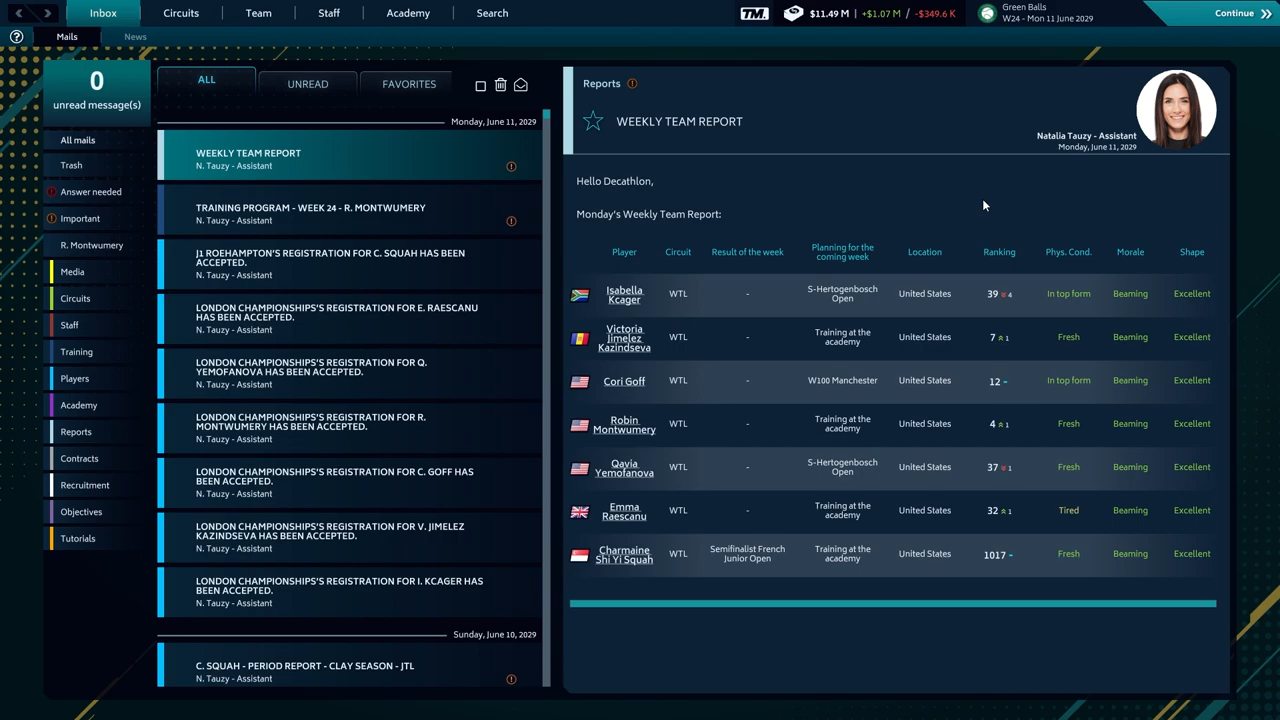 Inbox
Circuits
Team
Staff
Academy
Search
TM.
$11.49 M | +$1.07 M / -$349.6 K
Green Balls
W24 - Mon 11 June 2029
Continue
Mails
News
0
unread message(s)
All mails
Trash
Answer needed
Important
R. Montwumery
Media
Circuits
Staff
Training
Players
Academy
Reports
Contracts
Recruitment
Objectives
Tutorials
ALL
UNREAD
FAVORITES
Monday, June 11, 2029
WEEKLY TEAM REPORT
N. Tauzy - Assistant
TRAINING PROGRAM - WEEK 24 - R. MONTWUMERY
N. Tauzy - Assistant
J1 ROEHAMPTON'S REGISTRATION FOR C. SQUAH HAS BEEN
ACCEPTED.
N. Tauzy - Assistant
LONDON CHAMPIONSHIPS'S REGISTRATION FOR E. RAESCANU
HAS BEEN ACCEPTED.
N. Tauzy - Assistant
LONDON CHAMPIONSHIPS'S REGISTRATION FOR Q.
YEMOFANOVA HAS BEEN ACCEPTED.
N. Tauzy - Assistant
LONDON CHAMPIONSHIPS'S REGISTRATION FOR R.
MONTWUMERY HAS BEEN ACCEPTED.
N. Tauzy - Assistant
LONDON CHAMPIONSHIPS'S REGISTRATION FOR C. GOFF HAS
BEEN ACCEPTED.
N. Tauzy - Assistant
LONDON CHAMPIONSHIPS'S REGISTRATION FOR V. JIMELEZ
KAZINDSEVA HAS BEEN ACCEPTED.
N. Tauzy - Assistant
LONDON CHAMPIONSHIPS'S REGISTRATION FOR I. KCAGER HAS
BEEN ACCEPTED.
N. Tauzy - Assistant
Sunday, June 10, 2029
C. SQUAH - PERIOD REPORT - CLAY SEASON - JTL
N. Tauzy - Assistant
Reports
WEEKLY TEAM REPORT
Natalia Tauzy - Assistant
Monday, June 11, 2029
Hello Decathlon,
Monday's Weekly Team Report:
Player Circuit Result of the week Planning for the coming week Location Ranking Phys. Cond. Morale Shape
Isabella Kcager WTL - S-Hertogenbosch Open United States 39 4 In top form Beaming Excellent
Victoria Jimelez Kazindseva WTL - Training at the academy United States 7 1 Fresh Beaming Excellent
Cori Goff WTL - W100 Manchester United States 12 - In top form Beaming Excellent
Robin Montwumery WTL - Training at the academy United States 4 1 Fresh Beaming Excellent
Qavia Yemofanova WTL - S-Hertogenbosch Open United States 37 1 Fresh Beaming Excellent
Emma Raescanu WTL - Training at the academy United States 32 1 Tired Beaming Excellent
Charmaine Shi Yi Squah WTL Semifinalist French Junior Open Training at the academy United States 1017 - Fresh Beaming Excellent